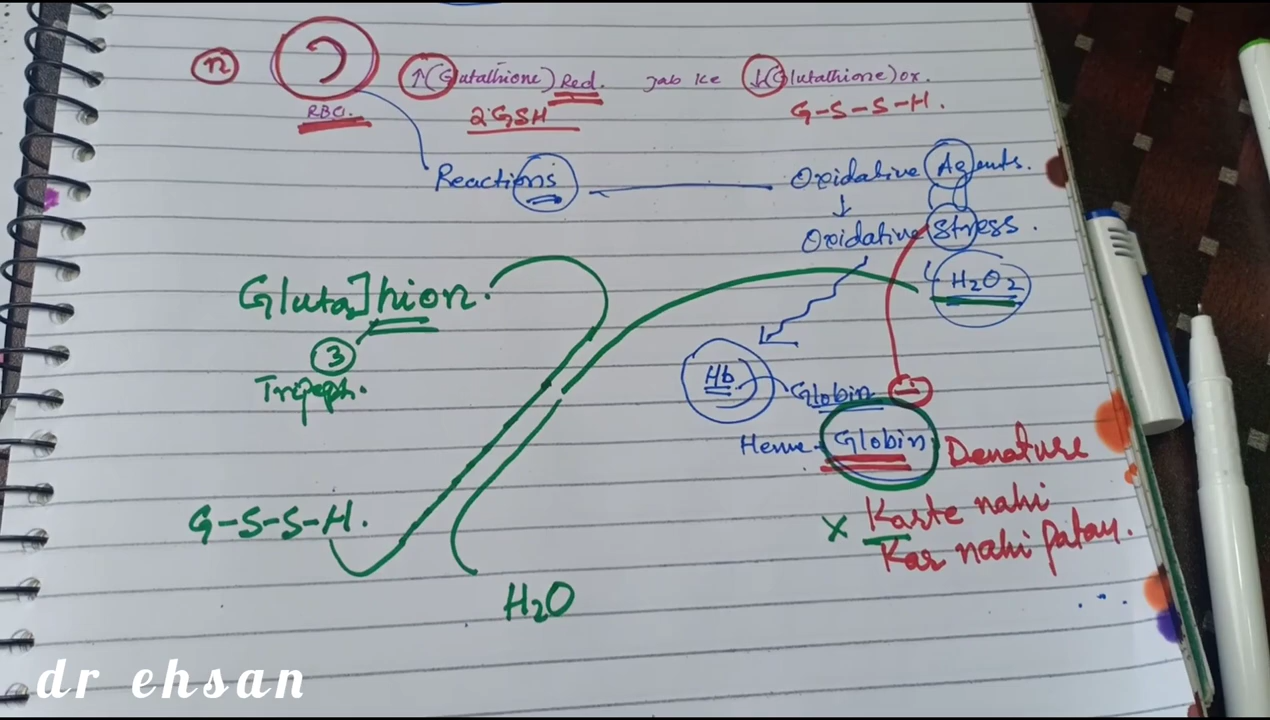 n ↑(Glutathione) Red. jab ke ↓(Glutathione) ox.
RBC. 2GSH G-S-S-H.
Reactions Oxidative Agents.
↓
Oxidative Stress.
H2O2
Glutathion.
3
Tripeph.
Hb Globin
Heme. Globin Denature
x Karte nahi
Kar nahi patay.
G-S-S-H.
H2O
dr ehsan